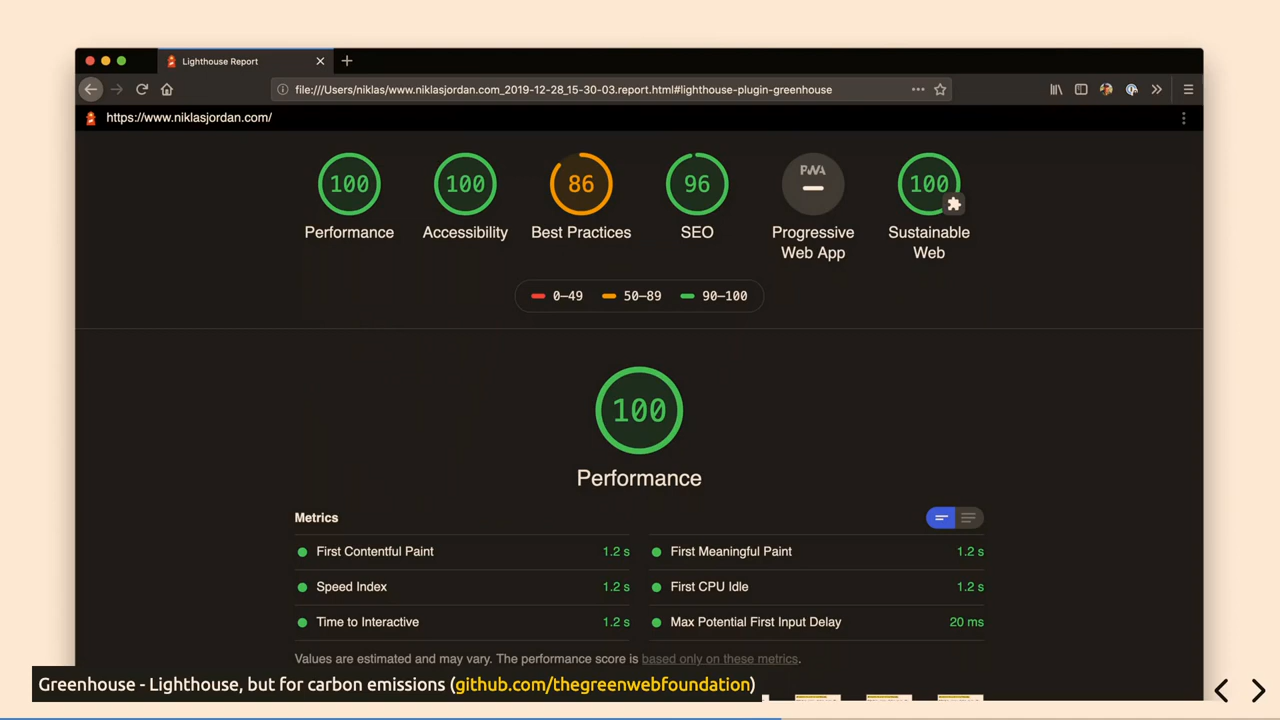 Lighthouse Report
file:///Users/niklas/www.niklasjordan.com_2019-12-28_15-30-03.report.html#lighthouse-plugin-greenhouse
https://www.niklasjordan.com/
100 100 86 96 PWA 100
Performance Accessibility Best Practices SEO Progressive Web App Sustainable Web
0–49 50–89 90–100
100
Performance
Metrics
First Contentful Paint 1.2 s First Meaningful Paint 1.2 s
Speed Index 1.2 s First CPU Idle 1.2 s
Time to Interactive 1.2 s Max Potential First Input Delay 20 ms
Values are estimated and may vary. The performance score is based only on these metrics.
Greenhouse - Lighthouse, but for carbon emissions (github.com/thegreenwebfoundation)